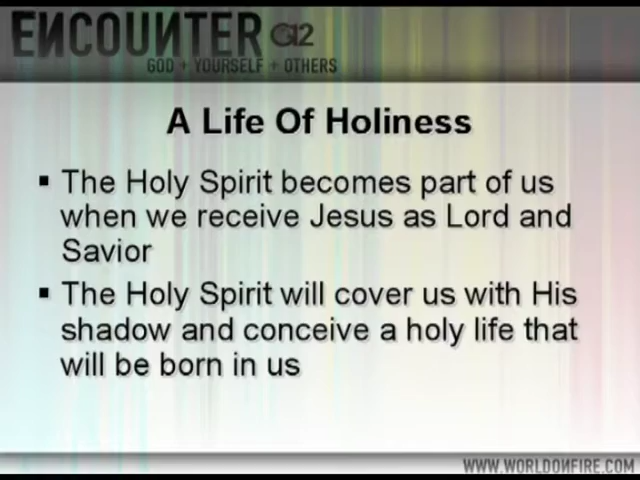 ENCOUNTER G12
GOD + YOURSELF + OTHERS
A Life Of Holiness
▪ The Holy Spirit becomes part of us
when we receive Jesus as Lord and
Savior
▪ The Holy Spirit will cover us with His
shadow and conceive a holy life that
will be born in us
WWW.WORLDONFIRE.COM